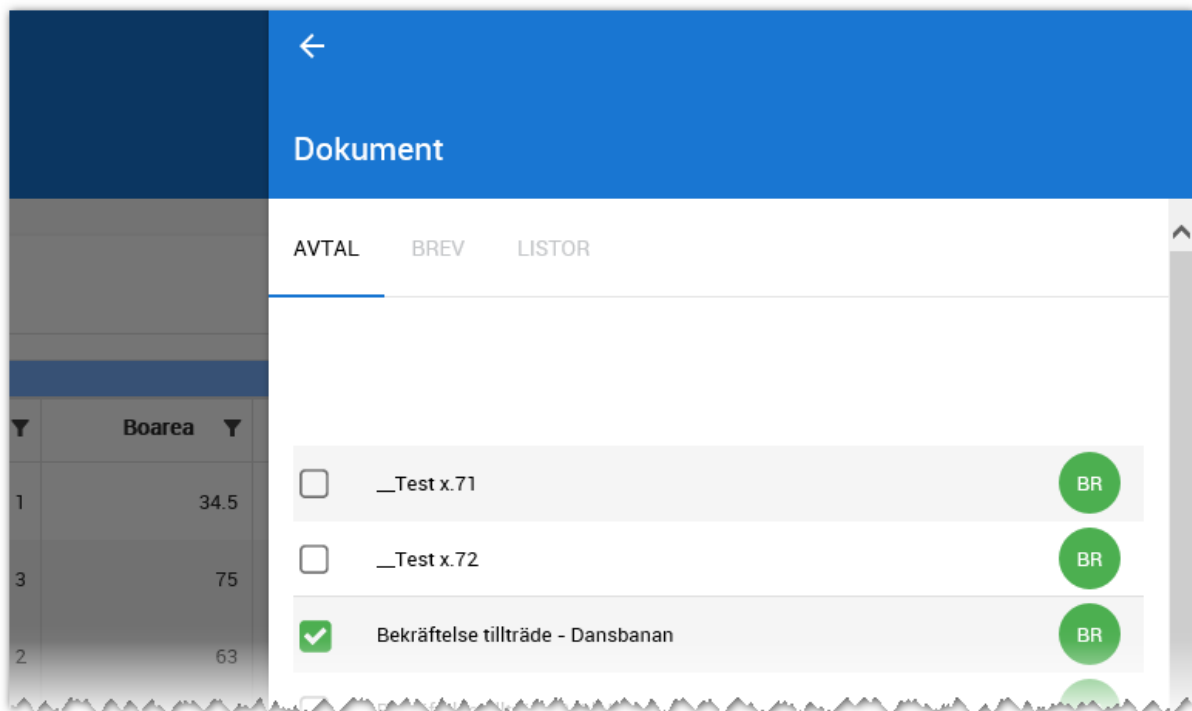 Dokument
AVTAL BREV LISTOR
Boarea
1 34.5
3 75
2 63
__Test x.71 BR
__Test x.72 BR
Bekräftelse tillträde - Dansbanan BR